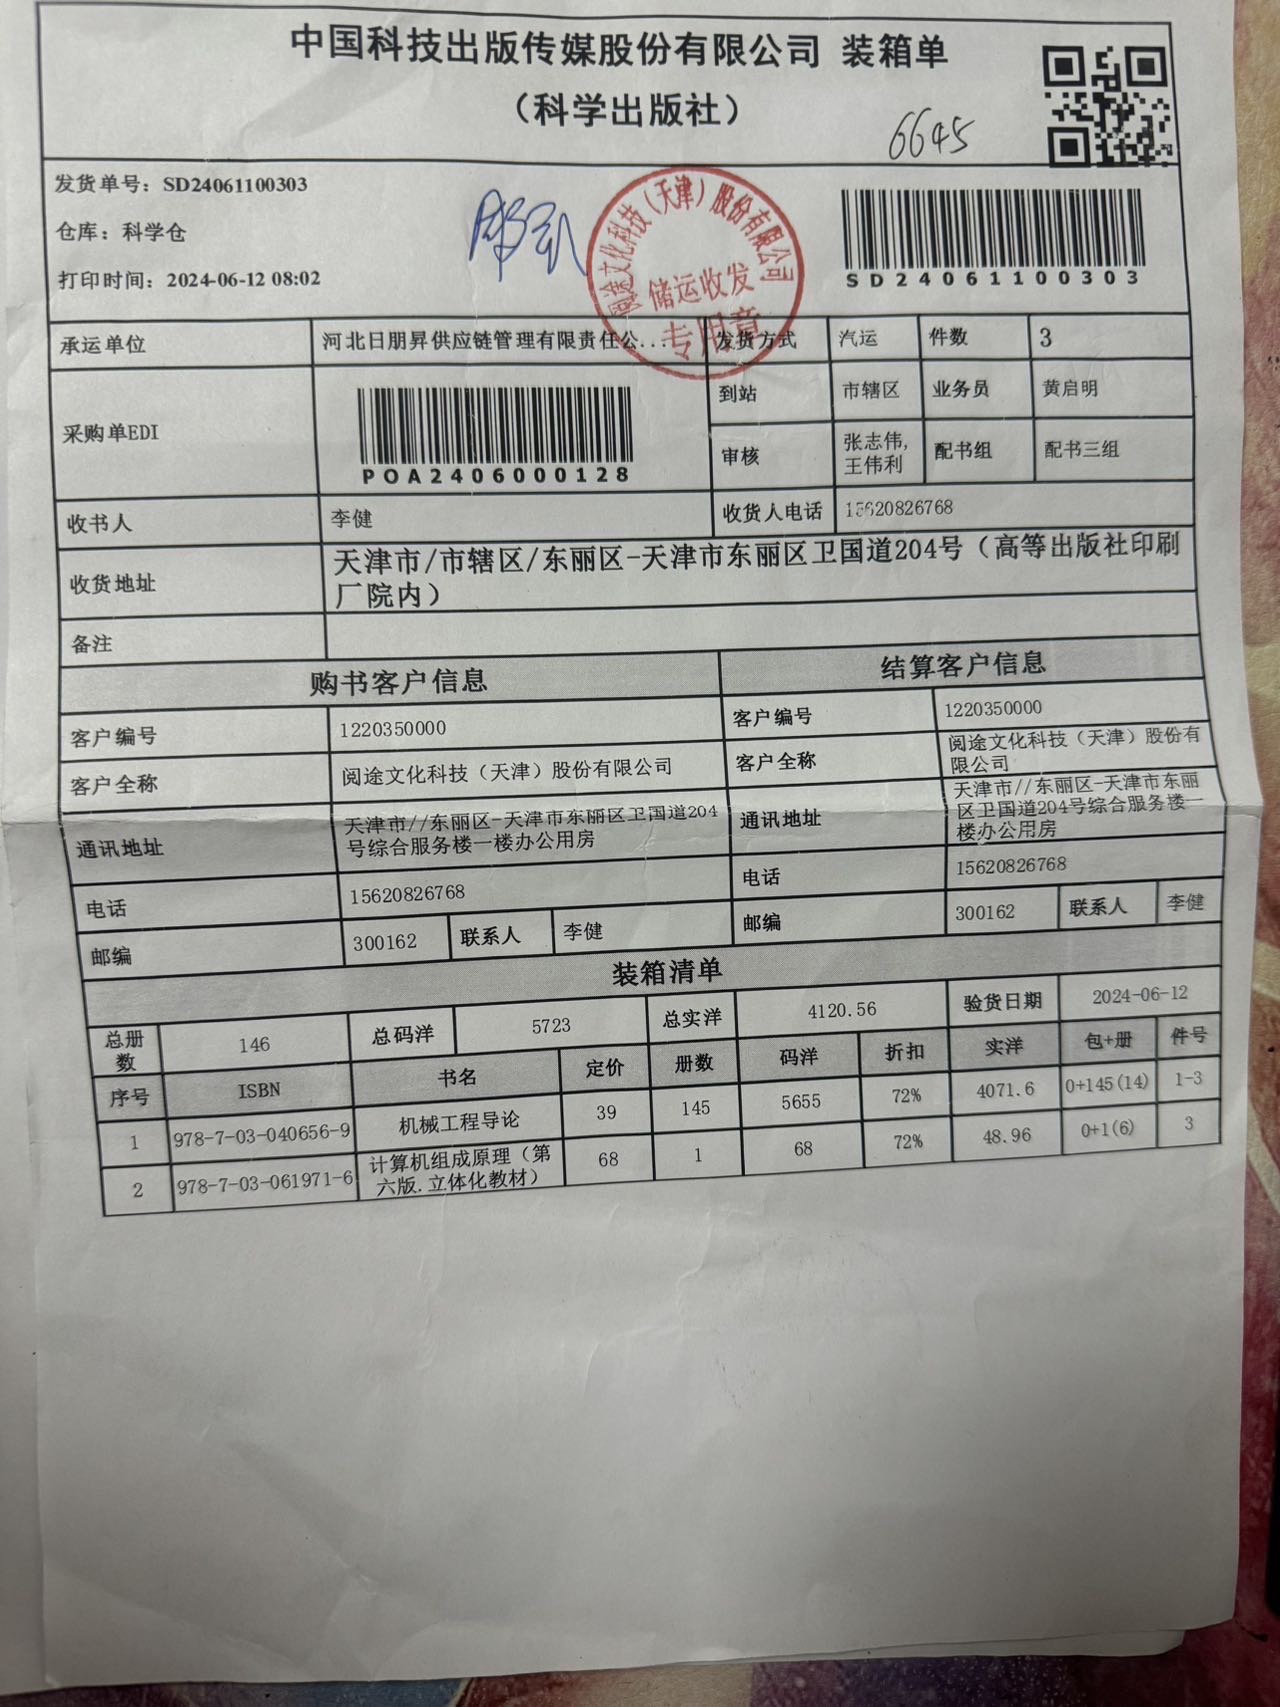 中国科技出版传媒股份有限公司 装箱单
（科学出版社）
6645
发货单号：SD24061100303
仓库：科学仓
打印时间：2024-06-12 08:02
阅途文化科技（天津）股份有限公司
储运收发
专用章
SD24061100303
承运单位 河北日朋昇供应链管理有限责任公... 发货方式 汽运 件数 3
采购单EDI
POA2406000128
到站 市辖区 业务员 黄启明
审核 张志伟,
王伟利
配书组 配书三组
收书人 李健 收货人电话 15620826768
收货地址 天津市/市辖区/东丽区-天津市东丽区卫国道204号（高等出版社印刷
厂院内）
备注
购书客户信息 结算客户信息
客户编号 1220350000 客户编号 1220350000
客户全称 阅途文化科技（天津）股份有限公司 客户全称 阅途文化科技（天津）股份有
限公司
通讯地址 天津市//东丽区-天津市东丽区卫国道204
号综合服务楼一楼办公用房
通讯地址 天津市//东丽区-天津市东丽
区卫国道204号综合服务楼一
楼办公用房
电话 15620826768 电话 15620826768
邮编 300162 联系人 李健 邮编 300162 联系人 李健
装箱清单
总册
数
146 总码洋 5723 总实洋 4120.56 验货日期 2024-06-12
序号 ISBN 书名 定价 册数 码洋 折扣 实洋 包+册 件号
1 978-7-03-040656-9 机械工程导论 39 145 5655 72% 4071.6 0+145(14) 1-3
2 978-7-03-061971-6 计算机组成原理（第
六版.立体化教材）
68 1 68 72% 48.96 0+1(6) 3